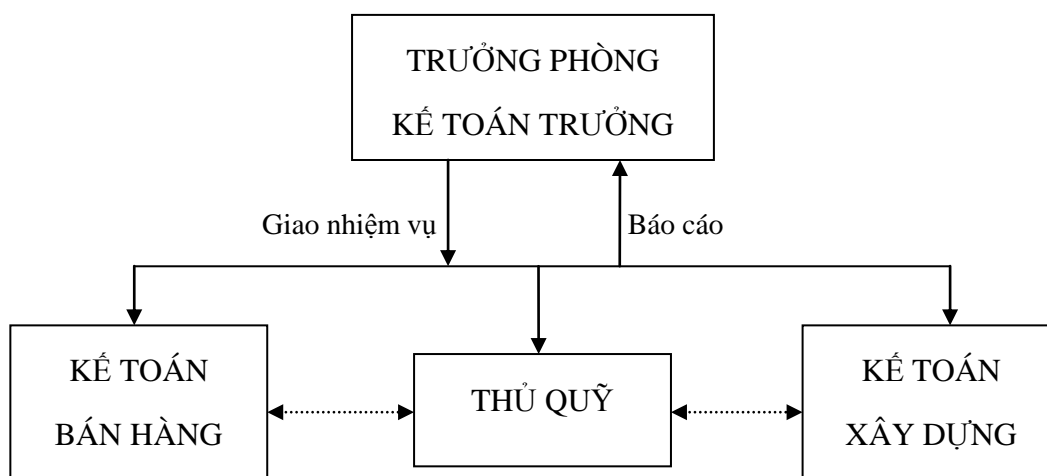 TRƯỞNG PHÒNG
KẾ TOÁN TRƯỞNG
Giao nhiệm vụ
Báo cáo
KẾ TOÁN
BÁN HÀNG
THỦ QUỸ
KẾ TOÁN
XÂY DỰNG